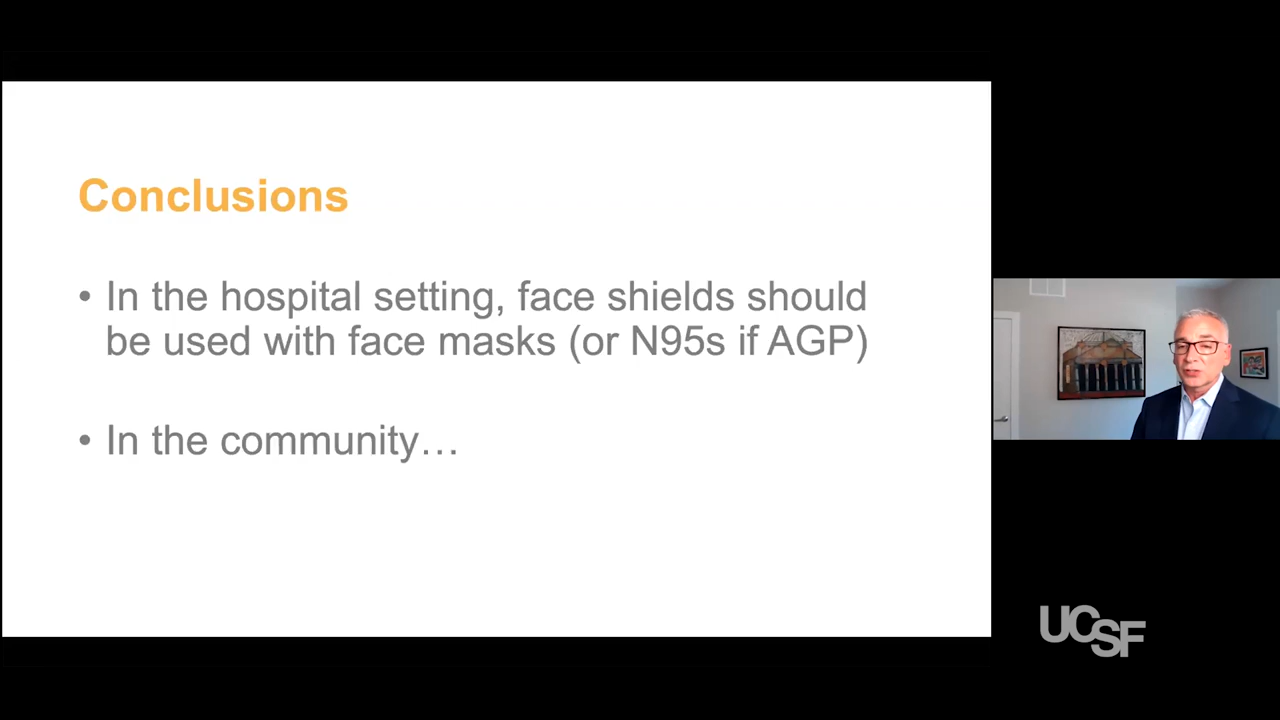 Conclusions
• In the hospital setting, face shields should
be used with face masks (or N95s if AGP)
• In the community…
UCSF